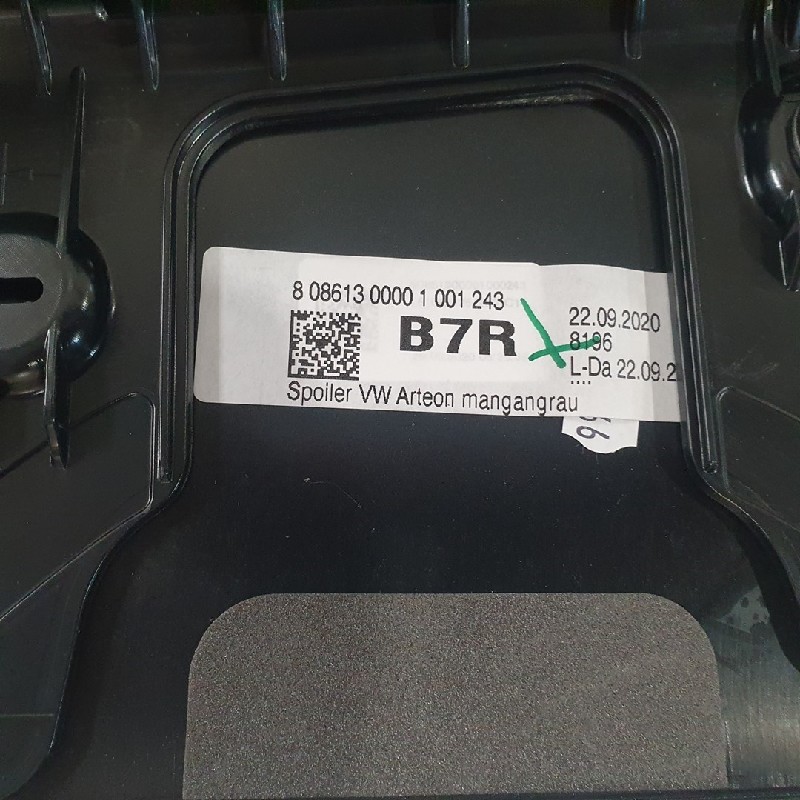 8 08613 0000 1 001 243
B7R
22.09.2020
8196
L-Da 22.09.2
Spoiler VW Arteon mangangrau